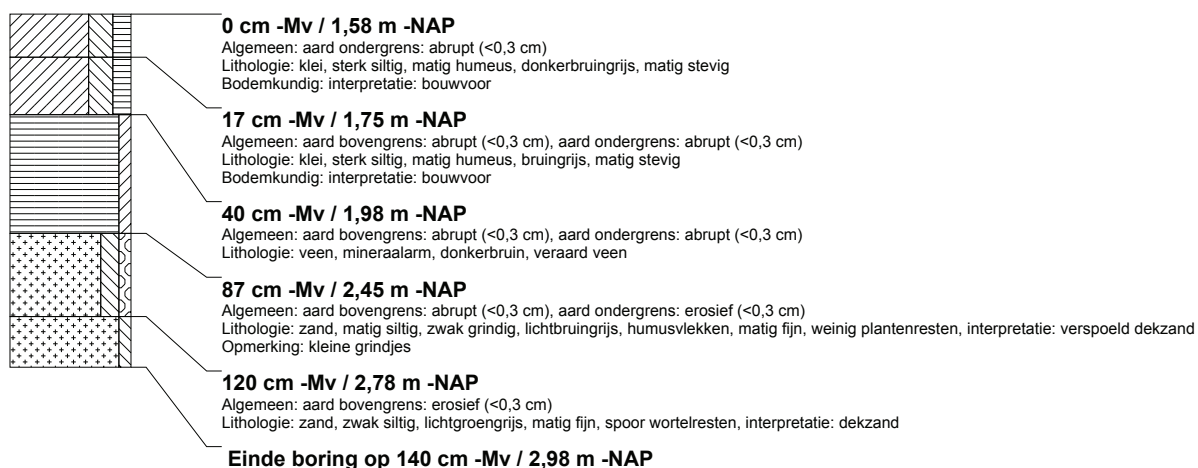 0 cm -Mv / 1,58 m -NAP
Algemeen: aard ondergrens: abrupt (<0,3 cm)
Lithologie: klei, sterk siltig, matig humeus, donkerbruingrijs, matig stevig
Bodemkundig: interpretatie: bouwvoor
17 cm -Mv / 1,75 m -NAP
Algemeen: aard bovengrens: abrupt (<0,3 cm), aard ondergrens: abrupt (<0,3 cm)
Lithologie: klei, sterk siltig, matig humeus, bruingrijs, matig stevig
Bodemkundig: interpretatie: bouwvoor
40 cm -Mv / 1,98 m -NAP
Algemeen: aard bovengrens: abrupt (<0,3 cm), aard ondergrens: abrupt (<0,3 cm)
Lithologie: veen, mineraalarm, donkerbruin, veraard veen
87 cm -Mv / 2,45 m -NAP
Algemeen: aard bovengrens: abrupt (<0,3 cm), aard ondergrens: erosief (<0,3 cm)
Lithologie: zand, matig siltig, zwak grindig, lichtbruingrijs, humusvlekken, matig fijn, weinig plantenresten, interpretatie: verspoeld dekzand
Opmerking: kleine grindjes
120 cm -Mv / 2,78 m -NAP
Algemeen: aard bovengrens: erosief (<0,3 cm)
Lithologie: zand, zwak siltig, lichtgroengrijs, matig fijn, spoor wortelresten, interpretatie: dekzand
Einde boring op 140 cm -Mv / 2,98 m -NAP